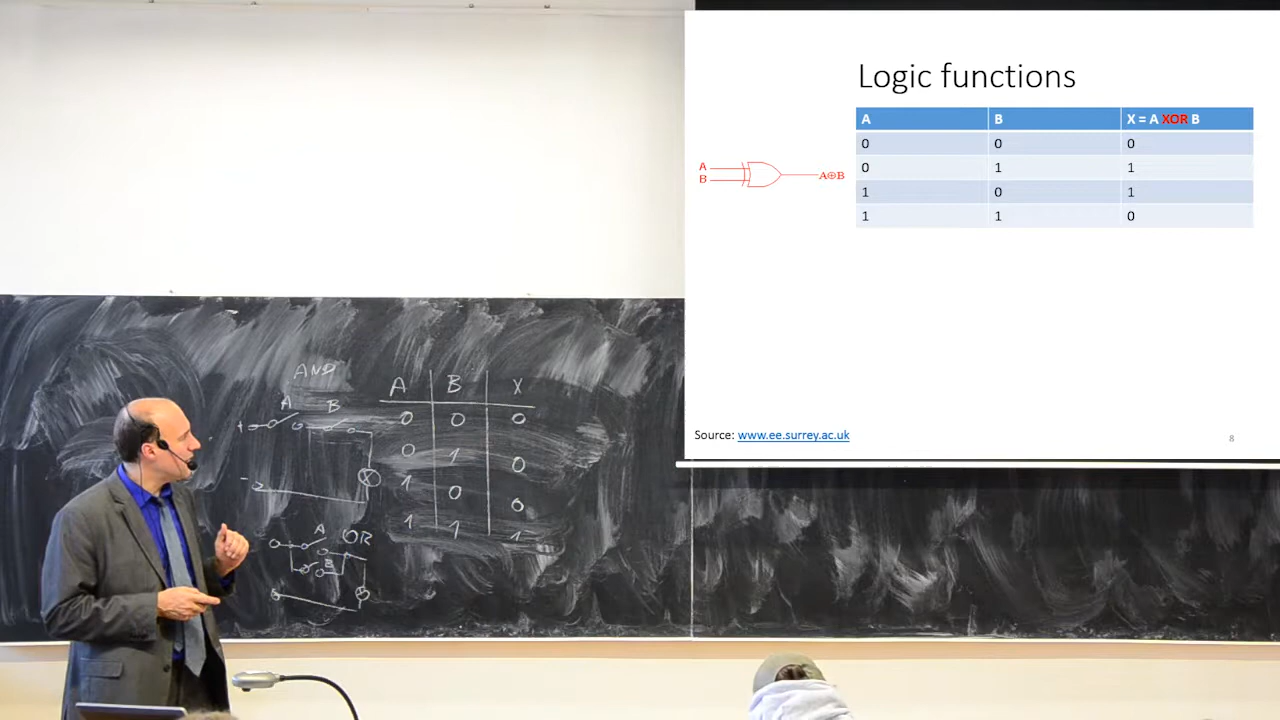 Logic functions
A B X = A XOR B
0 0 0
0 1 1
1 0 1
1 1 0
A
B
A⊕B
Source: www.ee.surrey.ac.uk
8
AND
A B
+
-
A B X
0 0 0
0 1 0
1 0 0
1 1 1
A OR
B